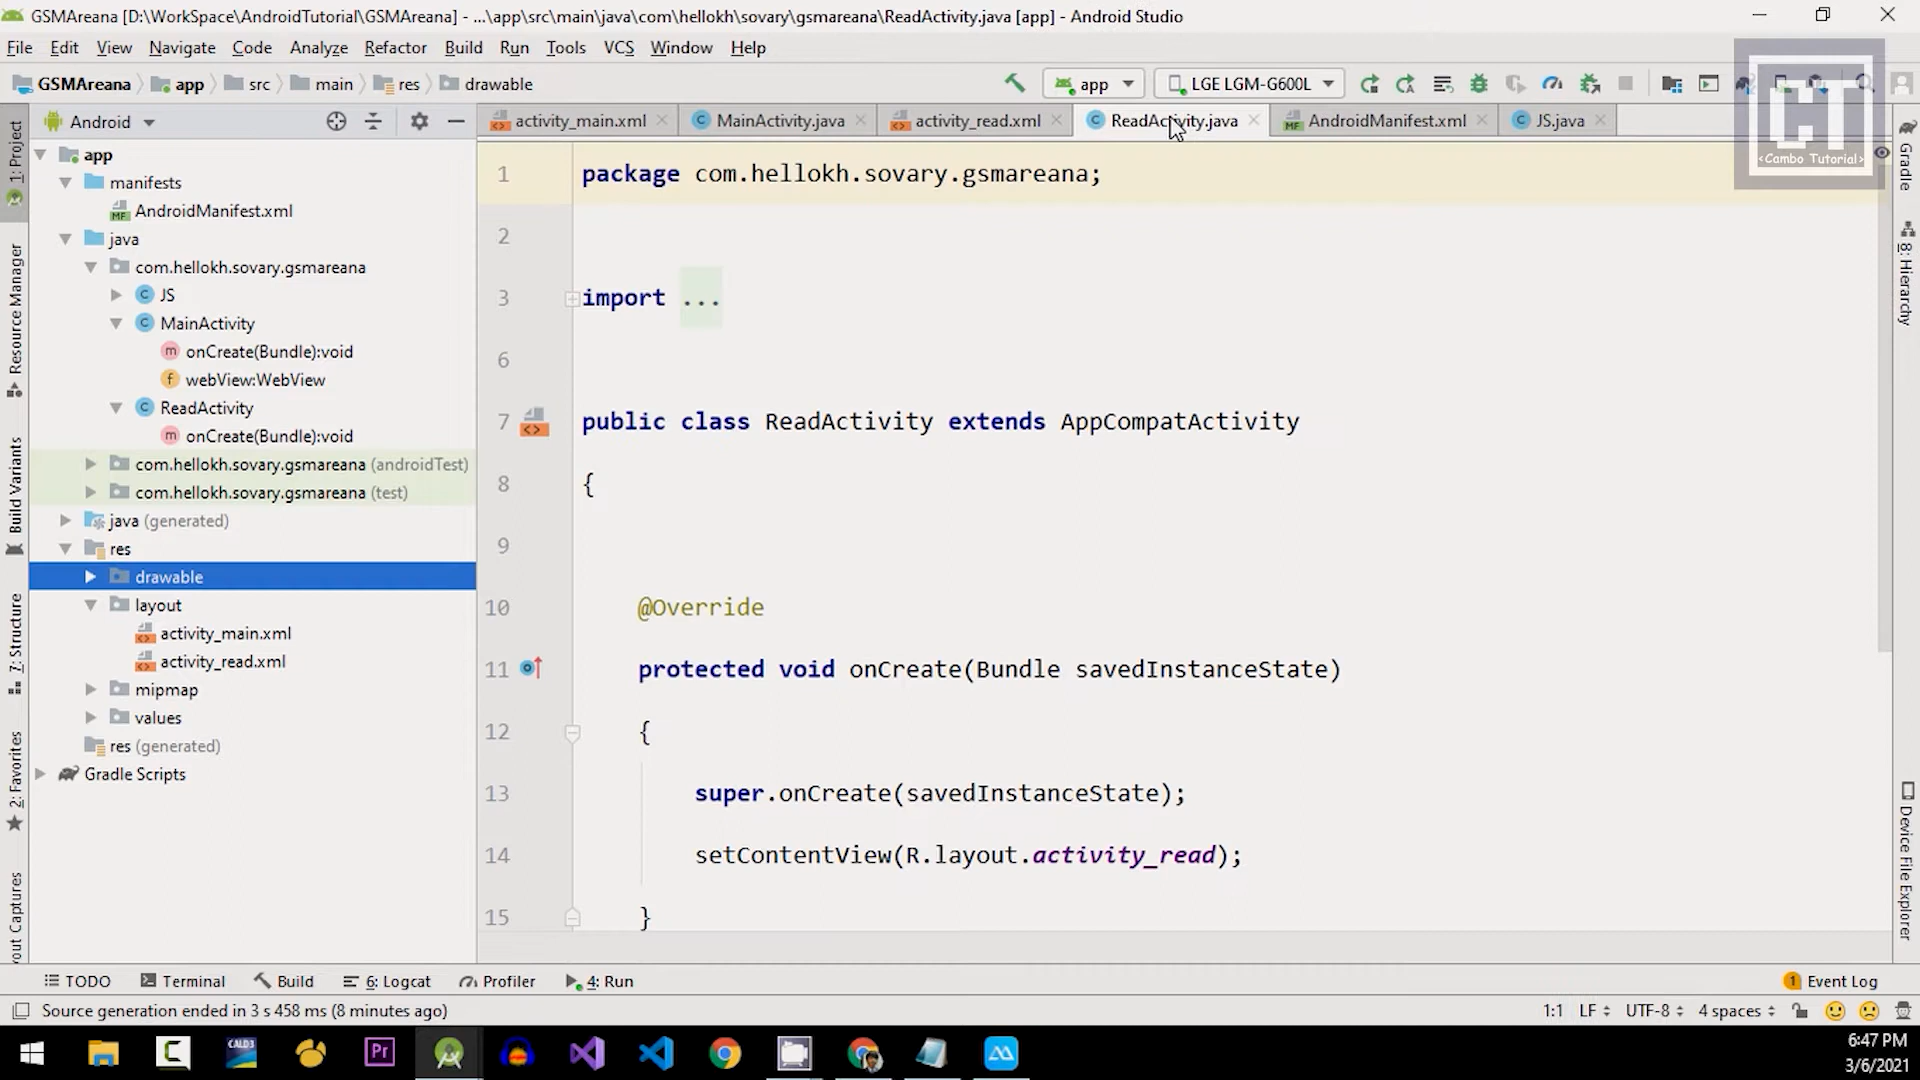 GSMAreana [D:\WorkSpace\AndroidTutorial\GSMAreana] - ...\app\src\main\java\com\hellokh\sovary\gsmareana\ReadActivity.java [app] - Android Studio
File Edit View Navigate Code Analyze Refactor Build Run Tools VCS Window Help
GSMAreana app src main res drawable
app LGE LGM-G600L
Android
activity_main.xml MainActivity.java activity_read.xml ReadActivity.java AndroidManifest.xml JS.java
CT
<Cambo Tutorial>
1: Project
Resource Manager
Build Variants
7: Structure
2: Favorites
out Captures
app
manifests
AndroidManifest.xml
java
com.hellokh.sovary.gsmareana
JS
MainActivity
onCreate(Bundle):void
webView:WebView
ReadActivity
onCreate(Bundle):void
com.hellokh.sovary.gsmareana (androidTest)
com.hellokh.sovary.gsmareana (test)
java (generated)
res
drawable
layout
activity_main.xml
activity_read.xml
mipmap
values
res (generated)
Gradle Scripts
1 package com.hellokh.sovary.gsmareana;
2
3 import ...
6
7 public class ReadActivity extends AppCompatActivity
8 {
9
10 @Override
11 protected void onCreate(Bundle savedInstanceState)
12 {
13 super.onCreate(savedInstanceState);
14 setContentView(R.layout.activity_read);
15 }
Gradle
8: Hierarchy
Device File Explorer
TODO Terminal Build 6: Logcat Profiler 4: Run 1 Event Log
Source generation ended in 3 s 458 ms (8 minutes ago) 1:1 LF UTF-8 4 spaces
CALD3 Pr
6:47 PM
3/6/2021